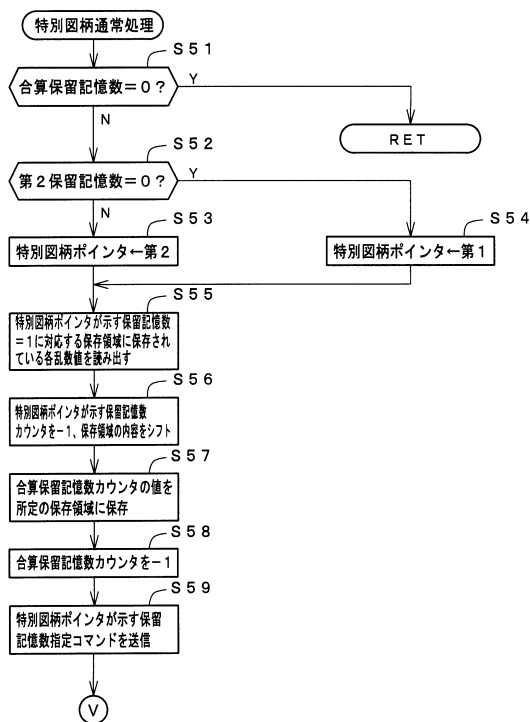 特別図柄通常処理
S51
合算保留記憶数＝0？
Y
N
RET
S52
第2保留記憶数＝0？
Y
N
S53
S54
特別図柄ポインタ←第2
特別図柄ポインタ←第1
S55
特別図柄ポインタが示す保留記憶数
＝1に対応する保存領域に保存され
ている各乱数値を読み出す
S56
特別図柄ポインタが示す保留記憶数
カウンタを−1、保存領域の内容をシフト
S57
合算保留記憶数カウンタの値を
所定の保存領域に保存
S58
合算保留記憶数カウンタを−1
S59
特別図柄ポインタが示す保留
記憶数指定コマンドを送信
V